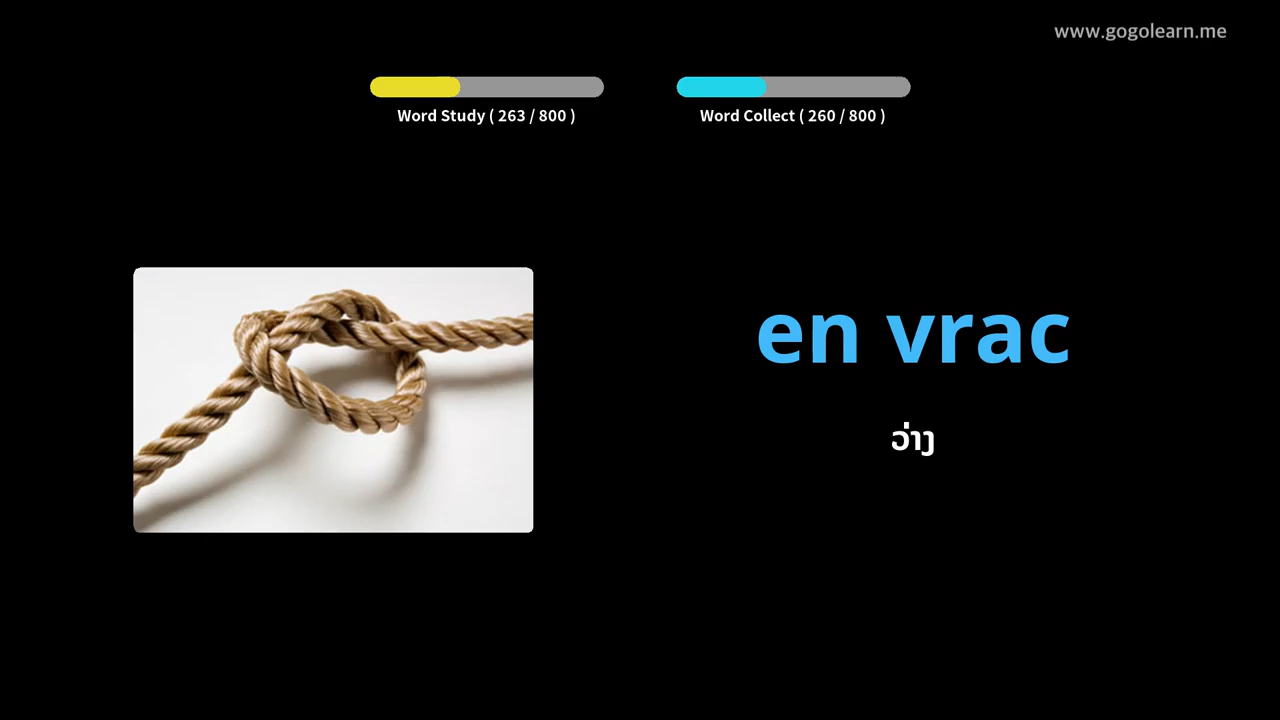 www.gogolearn.me
Word Study ( 263 / 800 )
Word Collect ( 260 / 800 )
en vrac
ວ່າງ